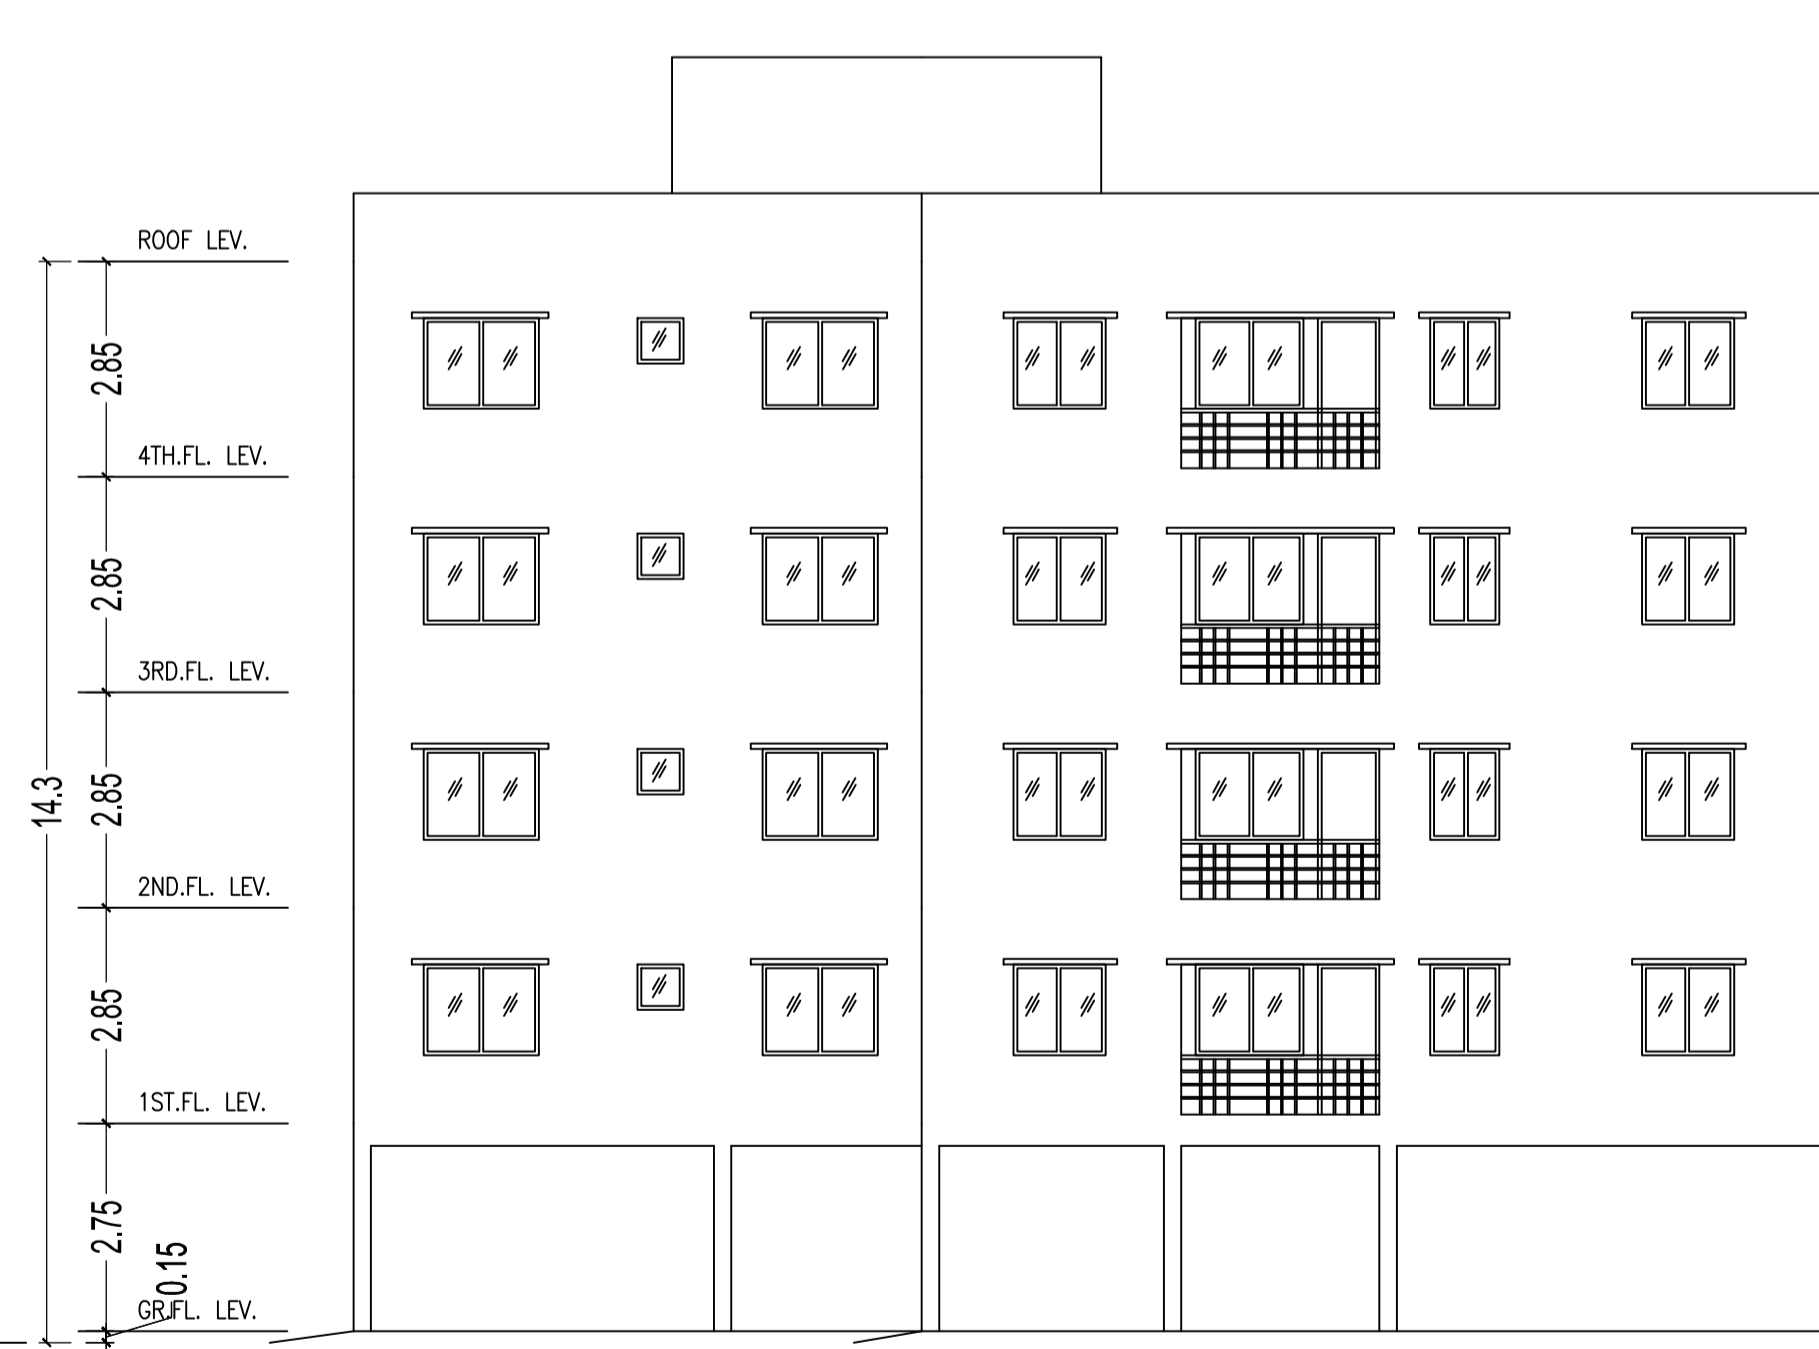 ROOF LEV.
2.85
4TH.FL. LEV.
2.85
3RD.FL. LEV.
14.3
2.85
2ND.FL. LEV.
2.85
1ST.FL. LEV.
2.75
0.15
GR.FL. LEV.